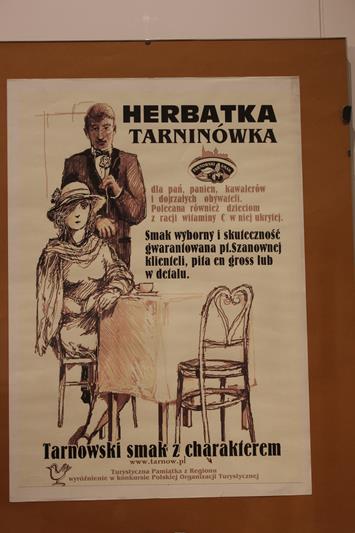 HERBATKA
TARNINÓWKA
dla pań, panien, kawalerów
i dojrzałych obywateli.
Polecana również dzieciom
z racji witaminy C w niej ukrytej.
Smak wyborny i skuteczność
gwarantowana pt.Szanownej
klienteli, pita en gross lub
w detalu.
Tarnowski smak z charakterem
www.tarnow.pl
Turystyczna Pamiątka z Regionu
wyróżnienie w konkursie Polskiej Organizacji Turystycznej